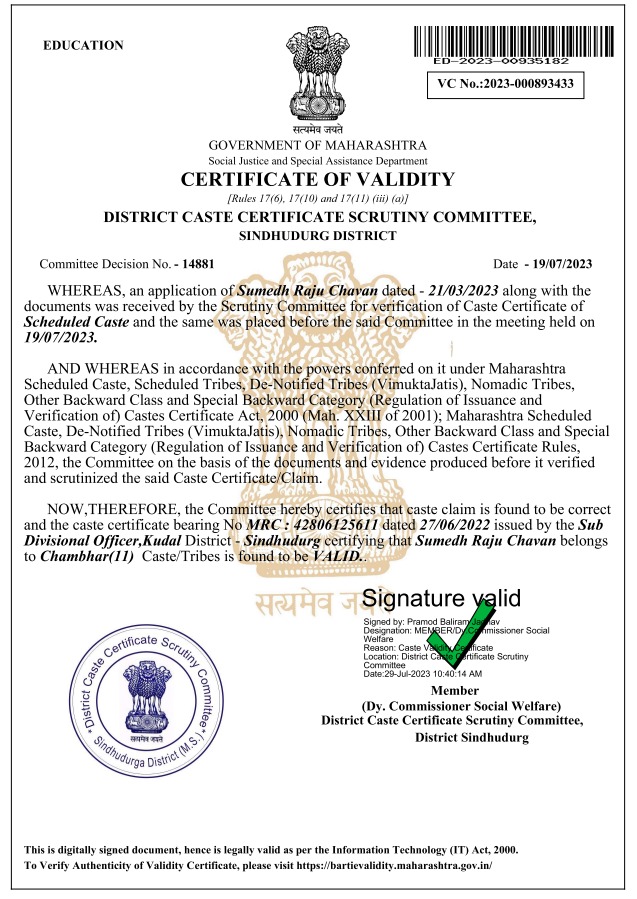 EDUCATION
ED-2023-00935182
VC No.:2023-000893433
सत्यमेव जयते
GOVERNMENT OF MAHARASHTRA
Social Justice and Special Assistance Department
CERTIFICATE OF VALIDITY
[Rules 17(6), 17(10) and 17(11) (iii) (a)]
DISTRICT CASTE CERTIFICATE SCRUTINY COMMITTEE,
SINDHUDURG DISTRICT
Committee Decision No. - 14881 Date - 19/07/2023
WHEREAS, an application of Sumedh Raju Chavan dated - 21/03/2023 along with the
documents was received by the Scrutiny Committee for verification of Caste Certificate of
Scheduled Caste and the same was placed before the said Committee in the meeting held on
19/07/2023.
AND WHEREAS in accordance with the powers conferred on it under Maharashtra
Scheduled Caste, Scheduled Tribes, De-Notified Tribes (VimuktaJatis), Nomadic Tribes,
Other Backward Class and Special Backward Category (Regulation of Issuance and
Verification of) Castes Certificate Act, 2000 (Mah. XXIII of 2001); Maharashtra Scheduled
Caste, De-Notified Tribes (VimuktaJatis), Nomadic Tribes, Other Backward Class and Special
Backward Category (Regulation of Issuance and Verification of) Castes Certificate Rules,
2012, the Committee on the basis of the documents and evidence produced before it verified
and scrutinized the said Caste Certificate/Claim.
NOW,THEREFORE, the Committee hereby certifies that caste claim is found to be correct
and the caste certificate bearing No MRC : 42806125611 dated 27/06/2022 issued by the Sub
Divisional Officer,Kudal District - Sindhudurg certifying that Sumedh Raju Chavan belongs
to Chambhar(11) Caste/Tribes is found to be VALID..
सत्यमेव जयते
Signature valid
Signed by: Pramod Baliram Jadhav
Designation: MEMBER/Dy.Commissioner Social
Welfare
Reason: Caste Validity Certificate
Location: District Caste Certificate Scrutiny
Committee
Date:29-Jul-2023 10:40:14 AM
Member
(Dy. Commissioner Social Welfare)
District Caste Certificate Scrutiny Committee,
District Sindhudurg
*District Caste Certificate Scrutiny Committee*
सत्यमेव जयते
Sindhudurga District (M.S.)
This is digitally signed document, hence is legally valid as per the Information Technology (IT) Act, 2000.
To Verify Authenticity of Validity Certificate, please visit https://bartievalidity.maharashtra.gov.in/